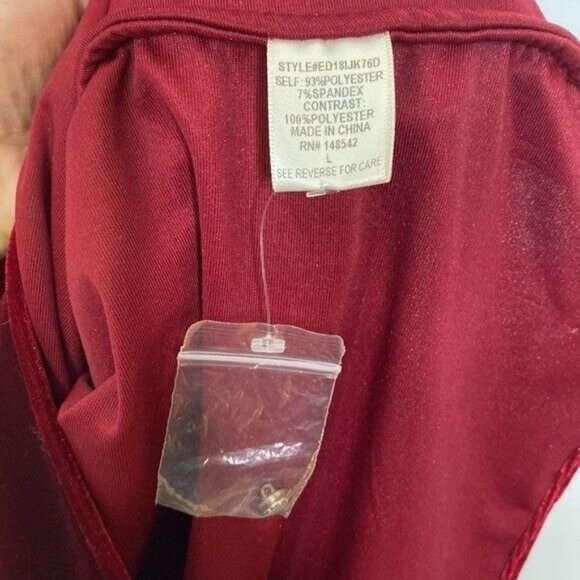 STYLE#ED18IJK76D
SELF: 93%POLYESTER
7%SPANDEX
CONTRAST:
100%POLYESTER
MADE IN CHINA
RN# 148542
L
SEE REVERSE FOR CARE